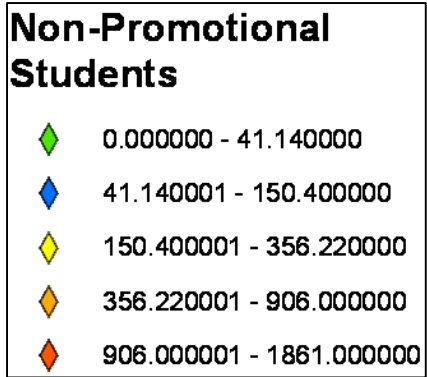 Non-Promotional
Students
0.000000 - 41.140000
41.140001 - 150.400000
150.400001 - 356.220000
356.220001 - 906.000000
906.000001 - 1861.000000